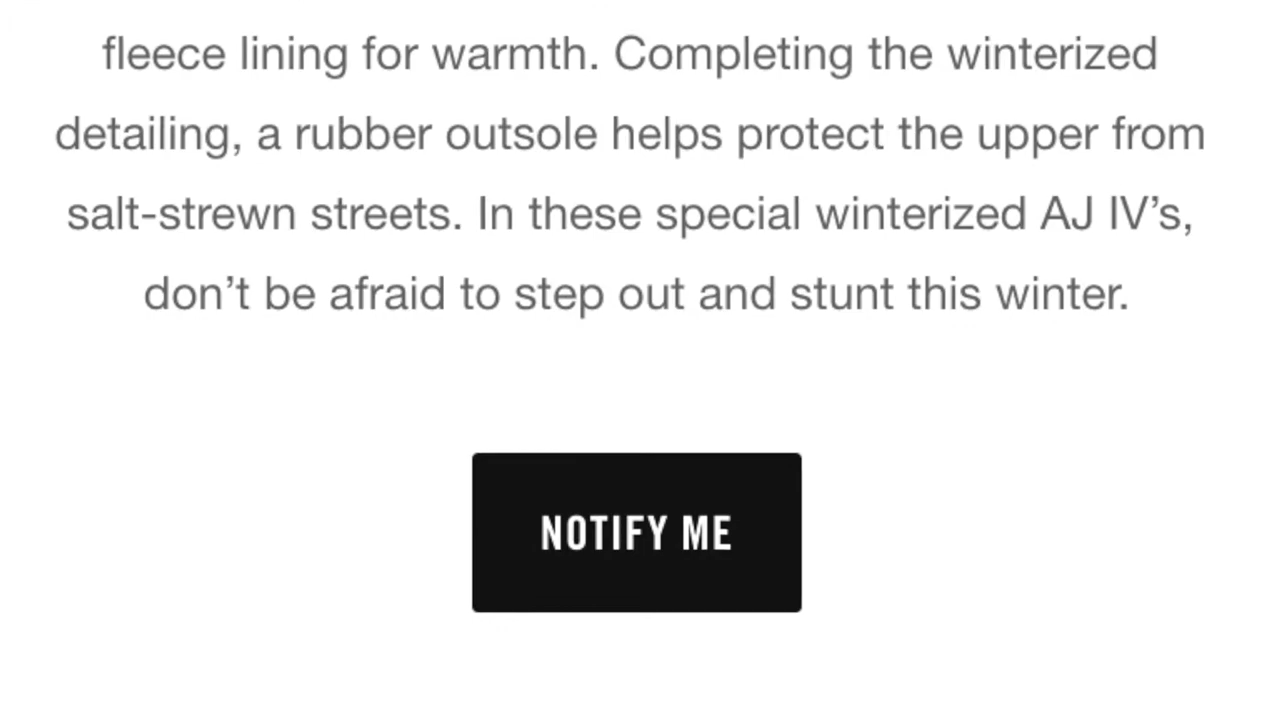 fleece lining for warmth. Completing the winterized
detailing, a rubber outsole helps protect the upper from
salt-strewn streets. In these special winterized AJ IV’s,
don’t be afraid to step out and stunt this winter.
NOTIFY ME